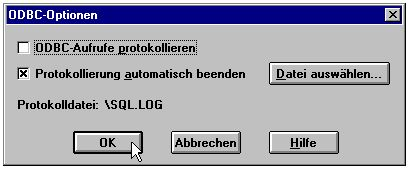 ODBC-Optionen
ODBC-Aufrufe protokollieren
Protokollierung automatisch beenden
Datei auswählen...
Protokolldatei: \SQL.LOG
OK Abbrechen Hilfe